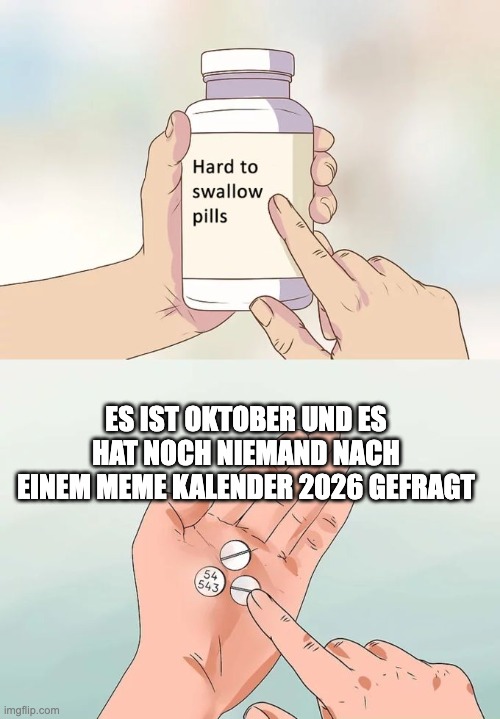 Hard to
swallow
pills
ES IST OKTOBER UND ES
HAT NOCH NIEMAND NACH
EINEM MEME KALENDER 2026 GEFRAGT
54
543
imgflip.com